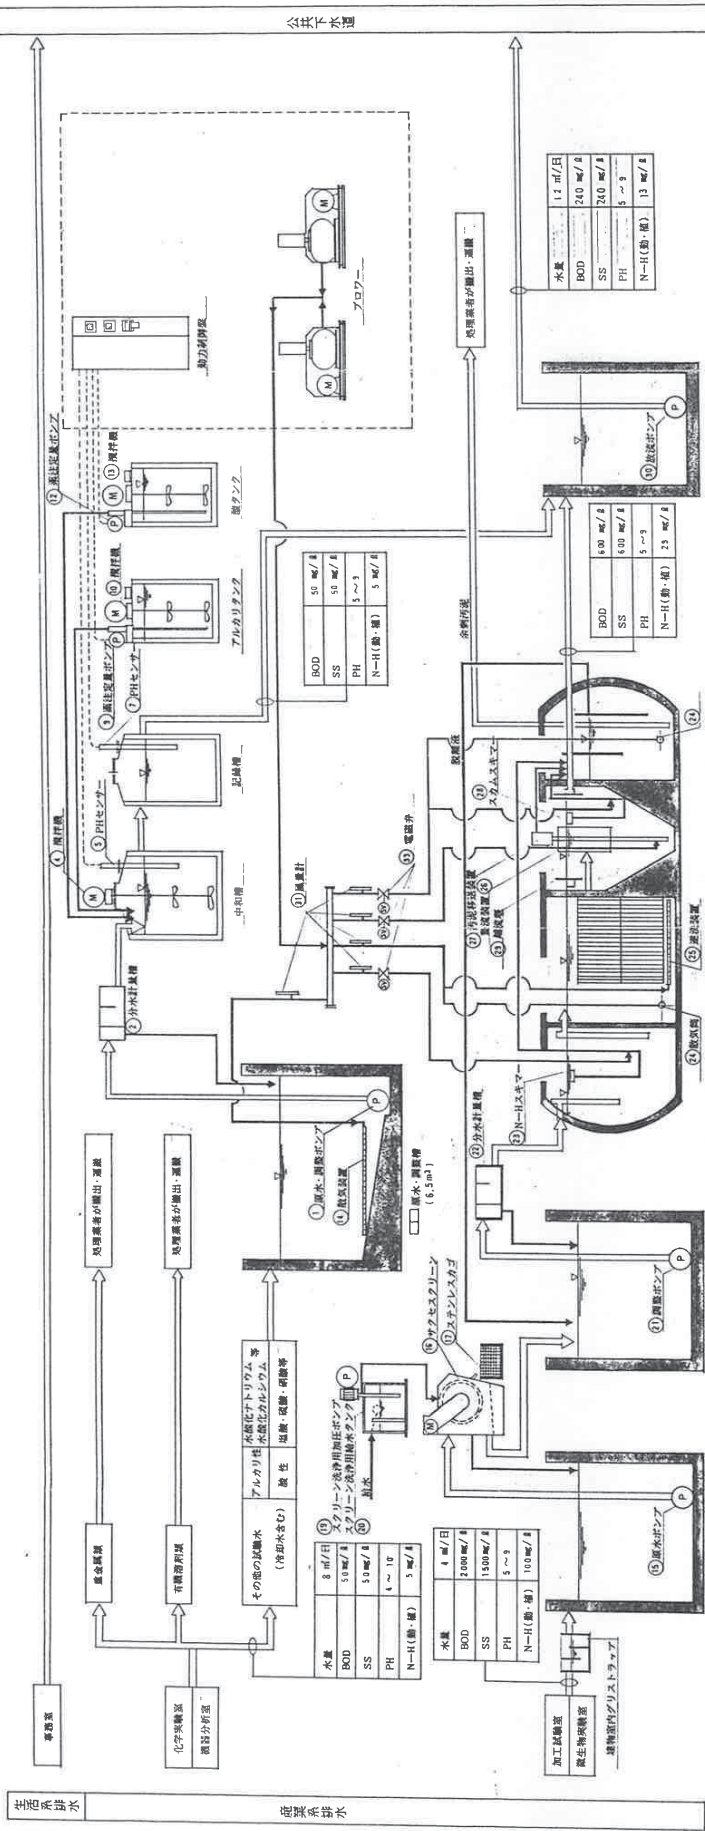 生活系排水
産業系排水
事務室
化学実験室
機器分析室
重金属類
有機溶剤類
その他の試験水
(冷却水含む)
アルカリ性
水酸化ナトリウム 等
水酸化カルシウム
酸 性
塩酸・硫酸・硝酸等
処理業者が搬出・運搬
処理業者が搬出・運搬
水量 8 m³/日
BOD 50 mg/ℓ
SS 50 mg/ℓ
PH 4 ~ 10
N—H(動・植) 5 mg/ℓ
① 原水・調整ポンプ
⑭ 散気装置
原水・調整槽
(6.5m³)
② 分水計量槽
④ 攪拌機
⑤ PHセンサー
中和槽
⑦ PHセンサー
記録槽
⑨ 薬注定量ポンプ
⑩ 攪拌機
アルカリタンク
⑫ 薬注定量ポンプ
⑬ 攪拌機
酸タンク
動力制御盤
ブロワー
BOD 50 mg/ℓ
SS 50 mg/ℓ
PH 5 ~ 9
N—H(動・植) 5 mg/ℓ
㉛ 風量計
㉝ 電磁弁
加工試験室
微生物実験室
建物室内グリストラップ
水量 4 m³/日
BOD 2000 mg/ℓ
SS 1500 mg/ℓ
PH 5 ~ 9
N—H(動・植) 100 mg/ℓ
⑮ 原水ポンプ
⑲ スクリーン洗浄用加圧ポンプ
⑳ スクリーン洗浄用給水タンク
給水
⑯ サクセスクリーン
⑰ ステンレスカゴ
㉑ 調整ポンプ
㉒ 分水計量槽
㉓ N—Hスキマー
㉔ 散気筒
㉕ 逆洗装置
㉗ 汚泥移送装置
㉖
㉙ 越流堰
㉘ スカムスキマー
㉔
脱離液
余剰汚泥
処理業者が搬出・運搬
BOD 600 mg/ℓ
SS 600 mg/ℓ
PH 5 ~ 9
N—H(動・植) 29 mg/ℓ
㉚ 放流ポンプ
水量 12 m³/日
BOD 240 mg/ℓ
SS 240 mg/ℓ
PH 5 ~ 9
N—H(動・植) 13 mg/ℓ
公共下水道